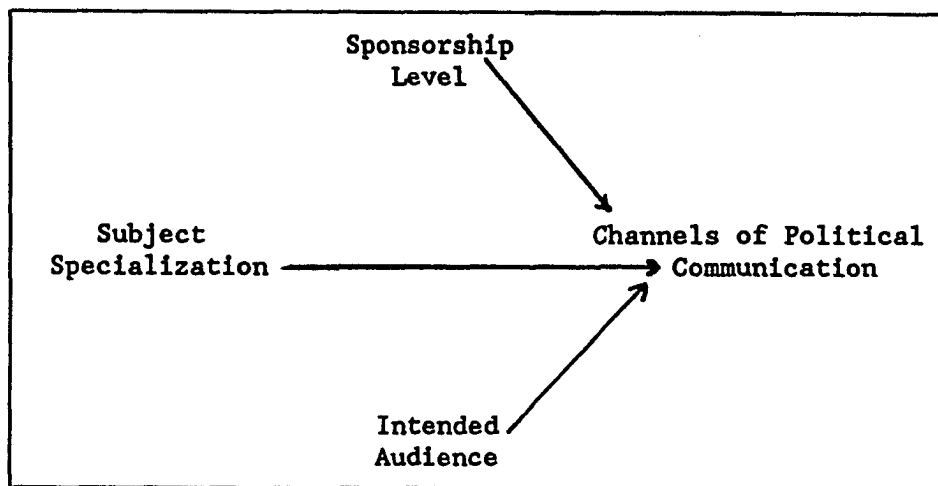 Sponsorship
Level
Subject
Specialization
Channels of Political
Communication
Intended
Audience